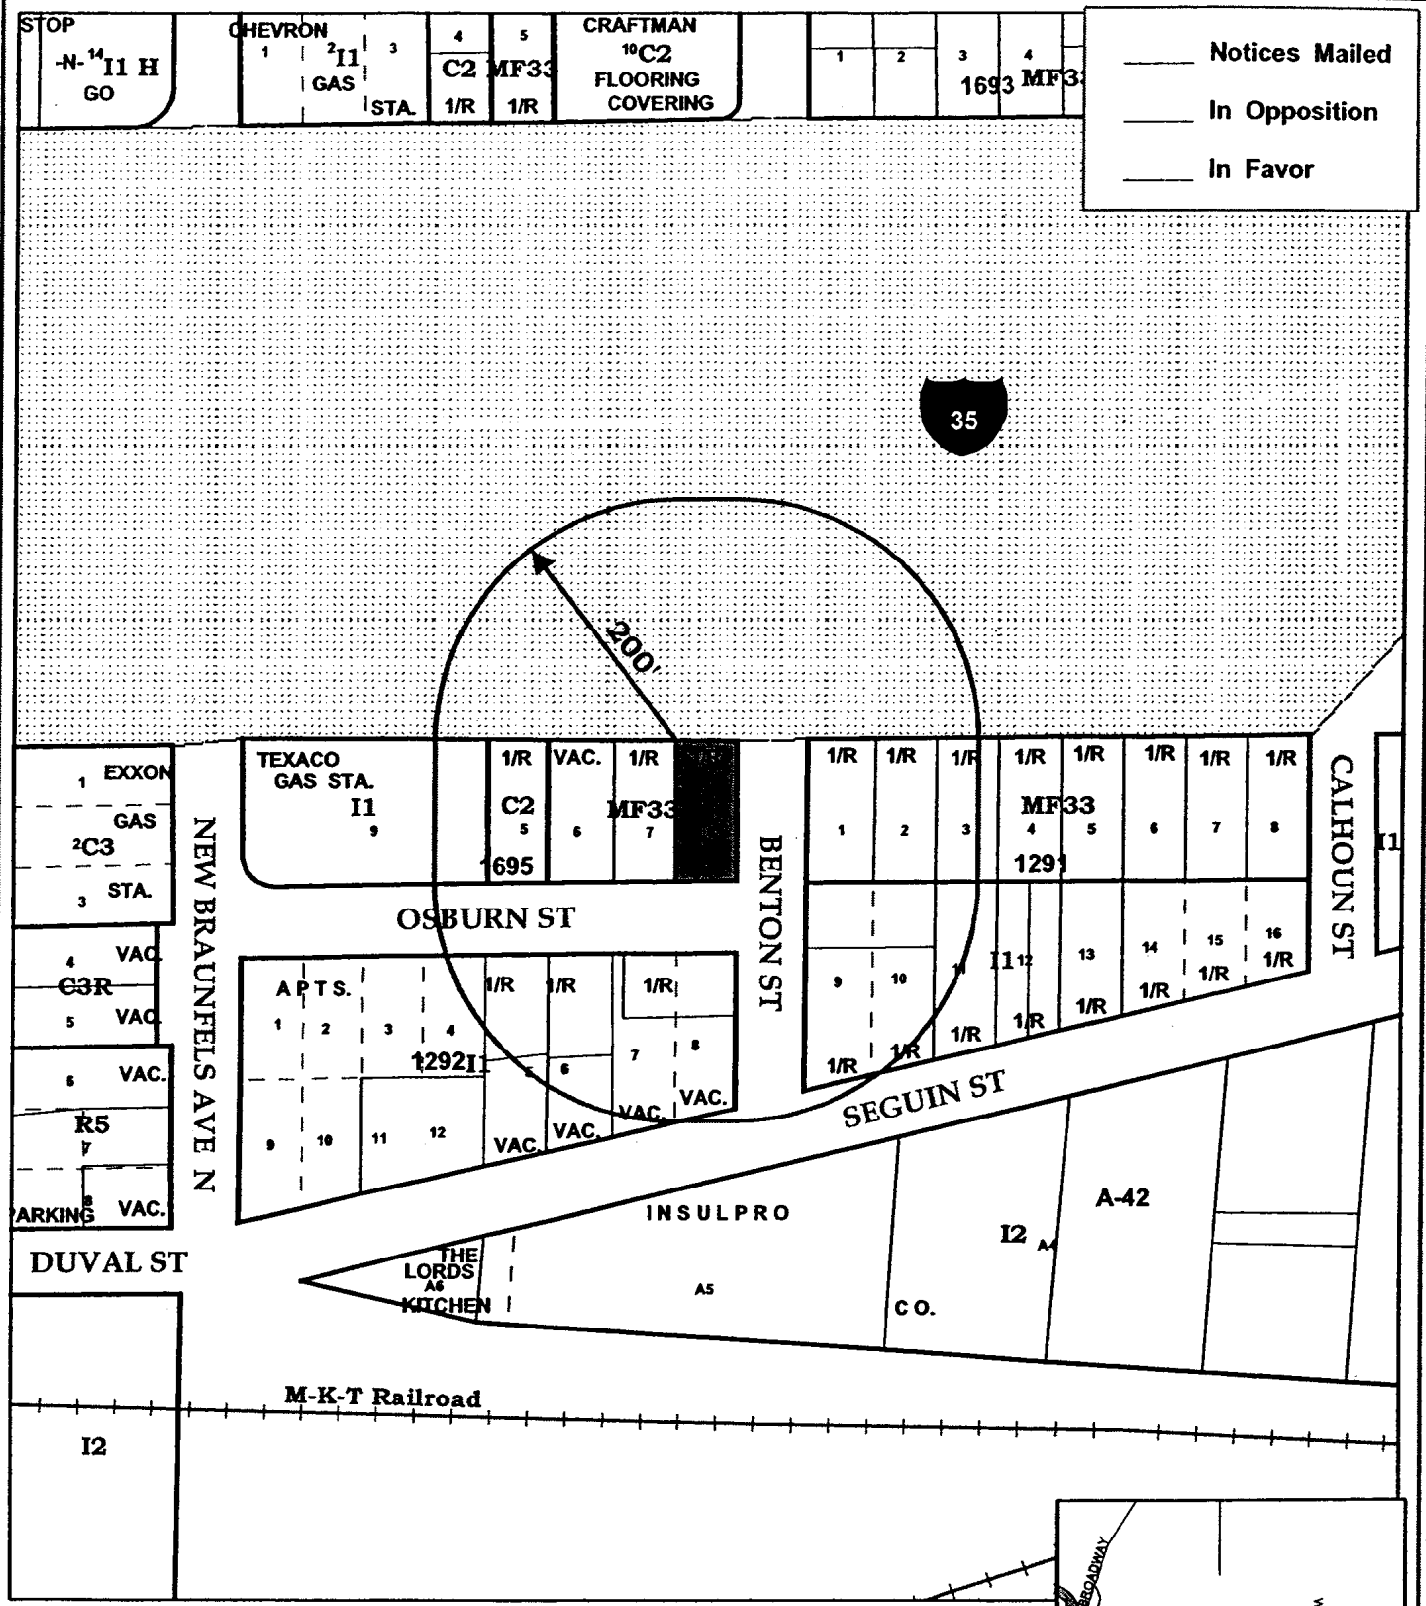 STOP
-N- 14 I1 H
GO
CHEVRON
1
2 I1
3
GAS
STA.
4
C2
1/R
5
MF33
1/R
CRAFTMAN
10 C2
FLOORING
COVERING
1
2
3
4
1693 MF33
Notices Mailed
In Opposition
In Favor
35
200'
1
EXXON
GAS
2 C3
3
STA.
TEXACO
GAS STA.
I1
9
1/R
C2
5
1695
VAC.
6
1/R
MF33
7
1/R
1/R
1/R
1/R
1/R
1/R
1/R
1/R
MF33
1
2
3
4
5
6
7
8
1291
I1
NEW BRAUNFELS AVE N
BENTON ST
CALHOUN ST
OSBURN ST
4
VAC.
C3R
5
VAC.
6
VAC.
R5
7
8
PARKING
VAC.
APTS.
1/R
1/R
1/R
1
2
3
4
1292 I1
5
6
7
8
VAC.
VAC.
9
10
11
12
VAC.
VAC.
9
10
11
I1
12
13
14
15
16
1/R
1/R
1/R
1/R
1/R
1/R
1/R
1/R
SEGUIN ST
DUVAL ST
INSULPRO
A-42
I2
A4
THE
LORDS
A6
KITCHEN
A5
CO.
M-K-T Railroad
I2
BROADWAY